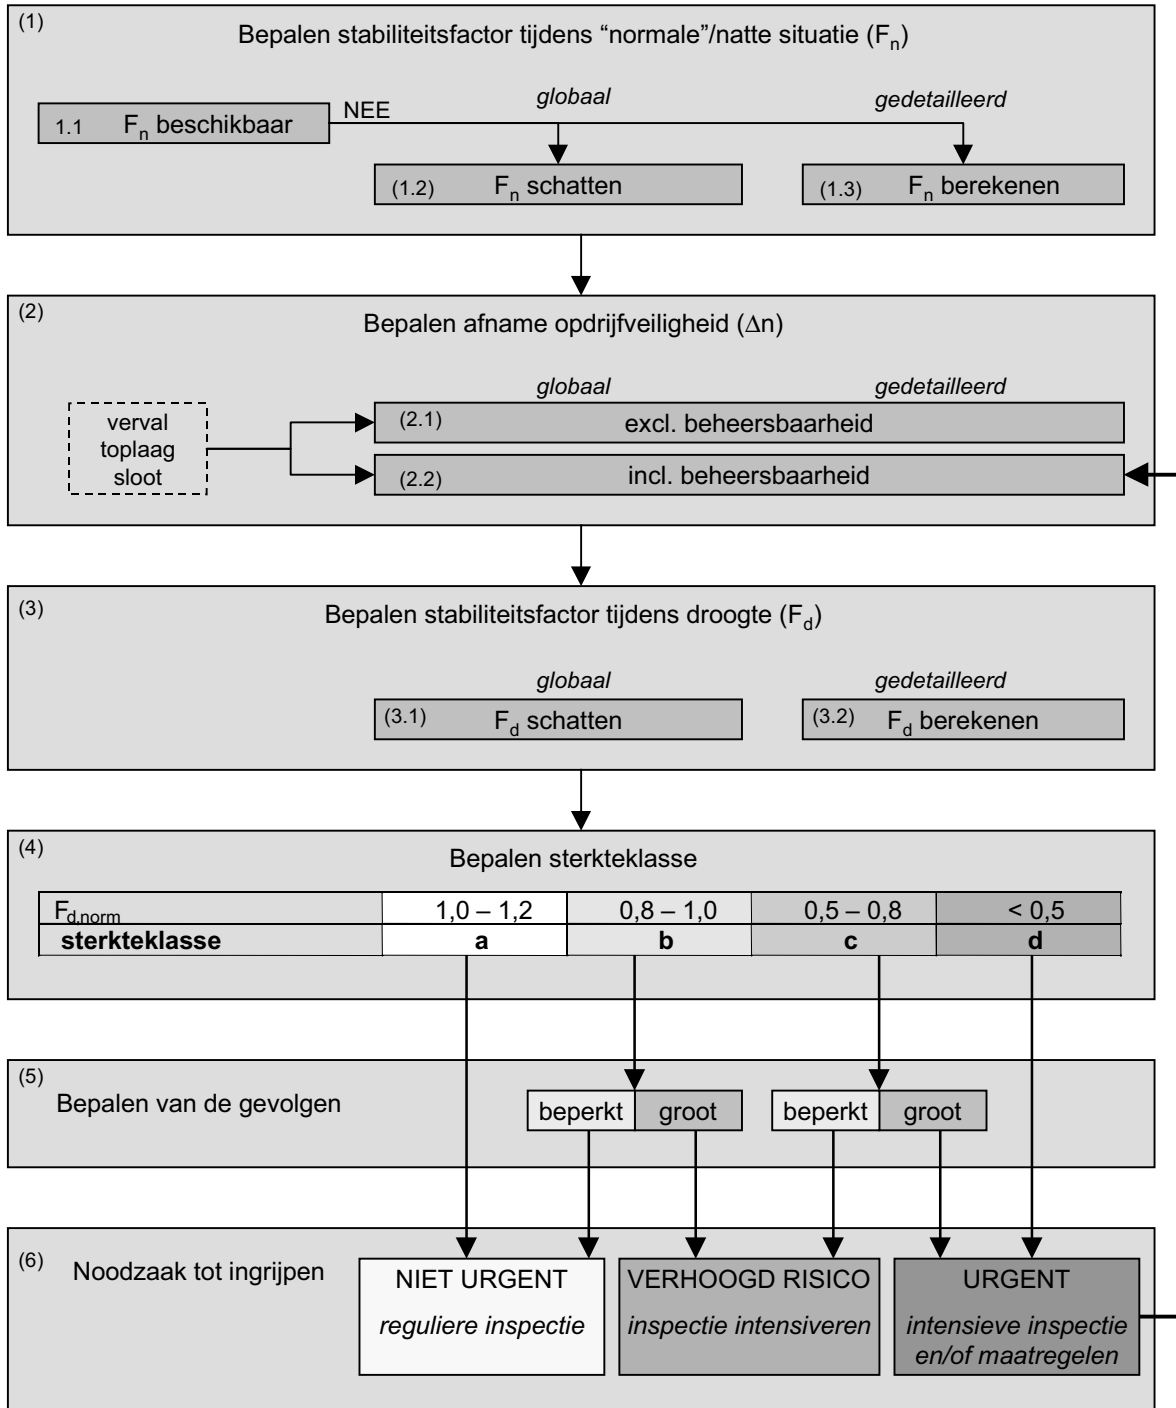 (1)
Bepalen stabiliteitsfactor tijdens “normale”/natte situatie (Fn)
globaal gedetailleerd
1.1 Fn beschikbaar NEE
(1.2) Fn schatten (1.3) Fn berekenen
(2)
Bepalen afname opdrijfveiligheid (Δn)
globaal gedetailleerd
verval
toplaag
sloot
(2.1) excl. beheersbaarheid
(2.2) incl. beheersbaarheid
(3)
Bepalen stabiliteitsfactor tijdens droogte (Fd)
globaal gedetailleerd
(3.1) Fd schatten (3.2) Fd berekenen
(4)
Bepalen sterkteklasse
Fd,norm 1,0 – 1,2 0,8 – 1,0 0,5 – 0,8 < 0,5
sterkteklasse a b c d
(5)
Bepalen van de gevolgen
beperkt groot beperkt groot
(6)
Noodzaak tot ingrijpen
NIET URGENT
reguliere inspectie
VERHOOGD RISICO
inspectie intensiveren
URGENT
intensieve inspectie
en/of maatregelen